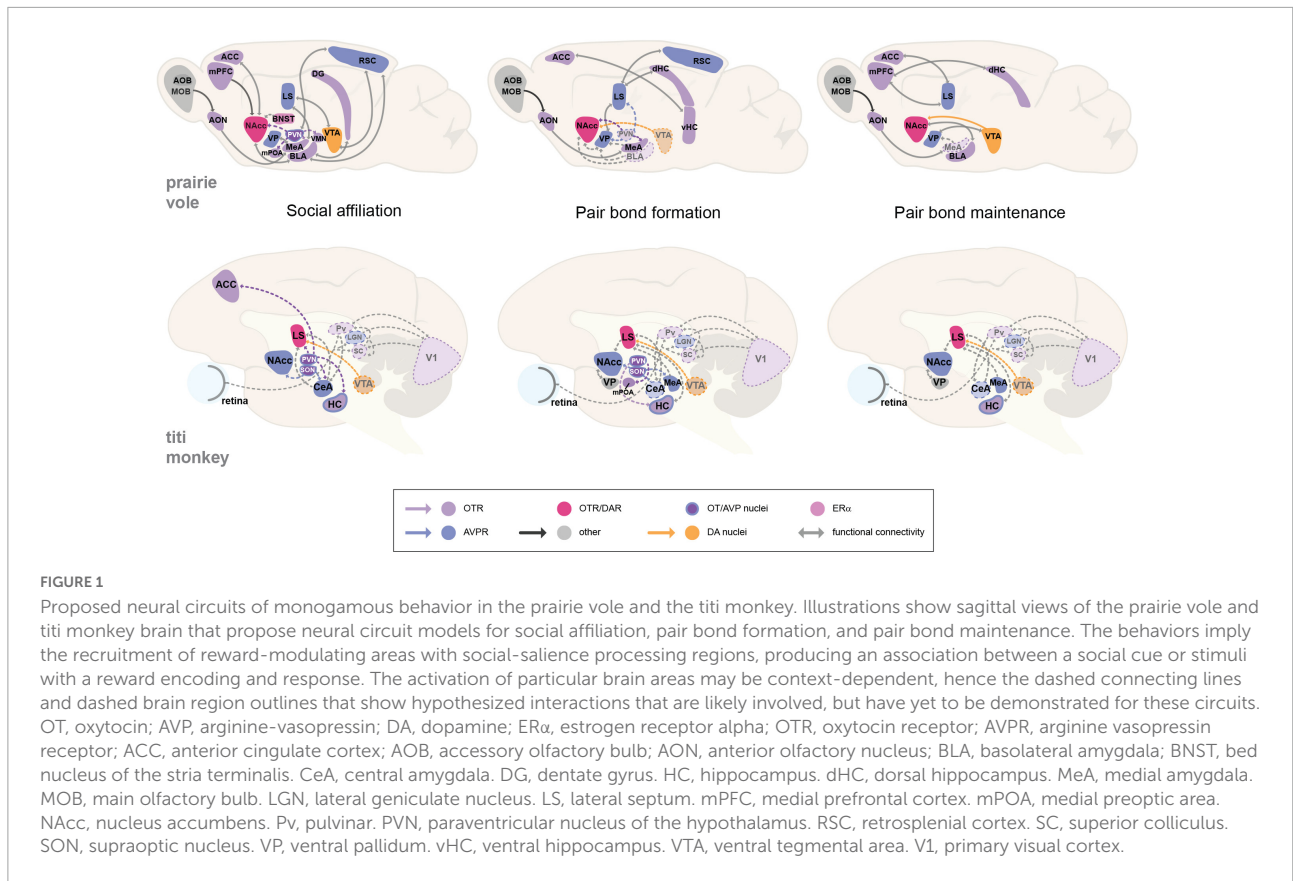 ACC
mPFC
AOB
MOB
AON
DG
RSC
LS
BNST
NAcc
PVN
VP
VMN
VTA
mPOA
MeA
BLA
ACC
AOB
MOB
AON
dHC
RSC
LS
NAcc
PVN
VP
VTA
MeA
BLA
vHC
ACC
mPFC
AOB
MOB
AON
dHC
LS
NAcc
VP
VTA
MeA
BLA
prairie
vole
Social affiliation
Pair bond formation
Pair bond maintenance
ACC
LS
Pv
LGN
SC
V1
NAcc
PVN
SON
CeA
VTA
HC
retina
LS
Pv
LGN
SC
V1
NAcc
PVN
SON
VP
mPOA
CeA
MeA
VTA
HC
retina
LS
Pv
LGN
SC
V1
NAcc
VP
CeA
MeA
VTA
HC
retina
titi
monkey
OTR
OTR/DAR
OT/AVP nuclei
ERα
AVPR
other
DA nuclei
functional connectivity
FIGURE 1
Proposed neural circuits of monogamous behavior in the prairie vole and the titi monkey. Illustrations show sagittal views of the prairie vole and
titi monkey brain that propose neural circuit models for social affiliation, pair bond formation, and pair bond maintenance. The behaviors imply
the recruitment of reward-modulating areas with social-salience processing regions, producing an association between a social cue or stimuli
with a reward encoding and response. The activation of particular brain areas may be context-dependent, hence the dashed connecting lines
and dashed brain region outlines that show hypothesized interactions that are likely involved, but have yet to be demonstrated for these circuits.
OT, oxytocin; AVP, arginine-vasopressin; DA, dopamine; ERα, estrogen receptor alpha; OTR, oxytocin receptor; AVPR, arginine vasopressin
receptor; ACC, anterior cingulate cortex; AOB, accessory olfactory bulb; AON, anterior olfactory nucleus; BLA, basolateral amygdala; BNST, bed
nucleus of the stria terminalis. CeA, central amygdala. DG, dentate gyrus. HC, hippocampus. dHC, dorsal hippocampus. MeA, medial amygdala.
MOB, main olfactory bulb. LGN, lateral geniculate nucleus. LS, lateral septum. mPFC, medial prefrontal cortex. mPOA, medial preoptic area.
NAcc, nucleus accumbens. Pv, pulvinar. PVN, paraventricular nucleus of the hypothalamus. RSC, retrosplenial cortex. SC, superior colliculus.
SON, supraoptic nucleus. VP, ventral pallidum. vHC, ventral hippocampus. VTA, ventral tegmental area. V1, primary visual cortex.